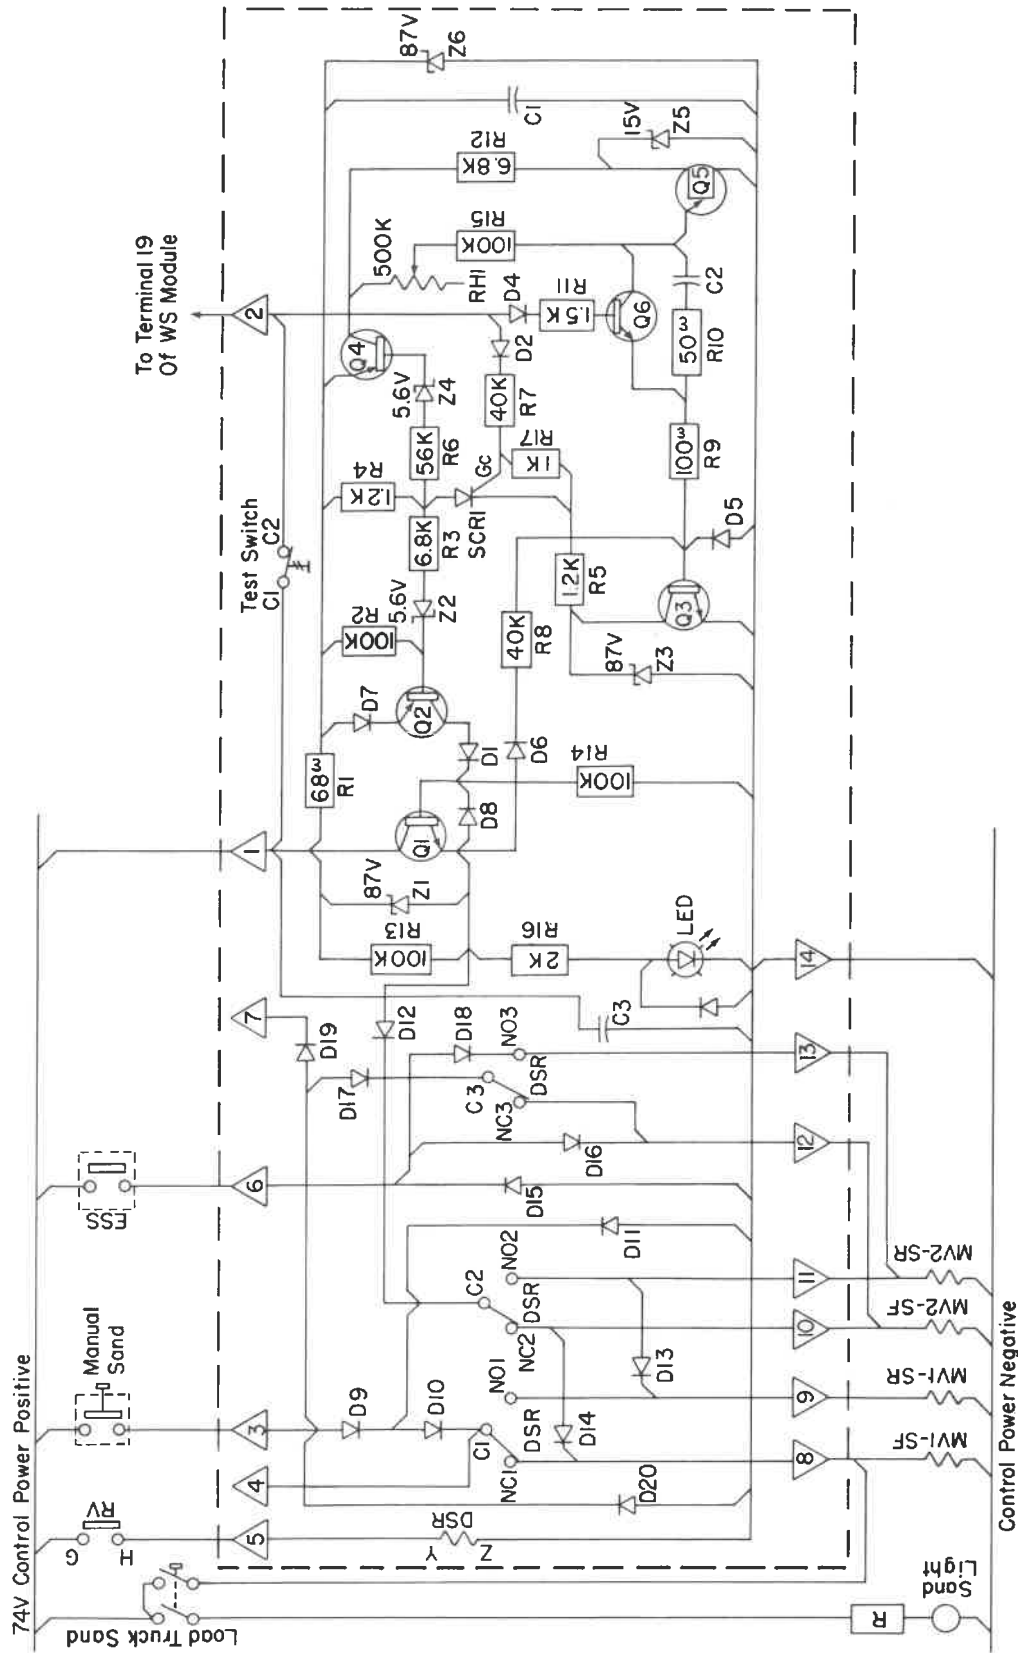 74V Control Power Positive
To Terminal 19
Of WS Module
Test Switch
C1
C2
G
H
RV
Manual
Sand
ESS
Load Truck Sand
5
4
3
6
7
1
2
DSR
Y
Z
D9
D10
C1
NC1
NO1
DSR
D14
D13
D20
C2
NC2
NO2
DSR
D11
D15
D16
D17
D19
C3
NC3
NO3
DSR
D18
D12
C3
R13
100K
R16
2K
LED
87V
Z1
68³
R1
Q1
D8
D1
D6
R14
100K
D7
Q2
R2
100K
5.6V
Z2
6.8K
R3
R4
1.2K
56K
R6
5.6V
Z4
Q4
SCR1
Gc
40K
R7
D2
D4
R17
1K
1.2K
R5
40K
R8
87V
Z3
Q3
D5
100³
R9
50³
R10
C2
Q6
1.5K
R11
500K
RH1
R15
100K
R12
6.8K
Q5
15V
Z5
C1
87V
Z6
8
9
10
11
12
13
14
MV1-SF
MV1-SR
MV2-SF
MV2-SR
R
Sand
Light
Control Power Negative